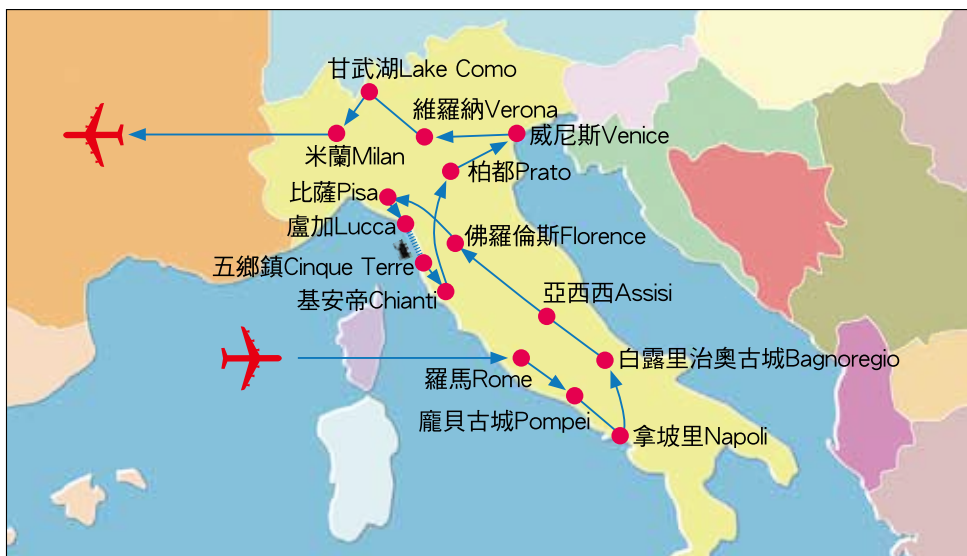 甘武湖Lake Como
維羅納Verona
威尼斯Venice
米蘭Milan
柏都Prato
比薩Pisa
盧加Lucca
佛羅倫斯Florence
五鄉鎮Cinque Terre
基安帝Chianti
亞西西Assisi
白露里治奧古城Bagnoregio
羅馬Rome
龐貝古城Pompei
拿坡里Napoli